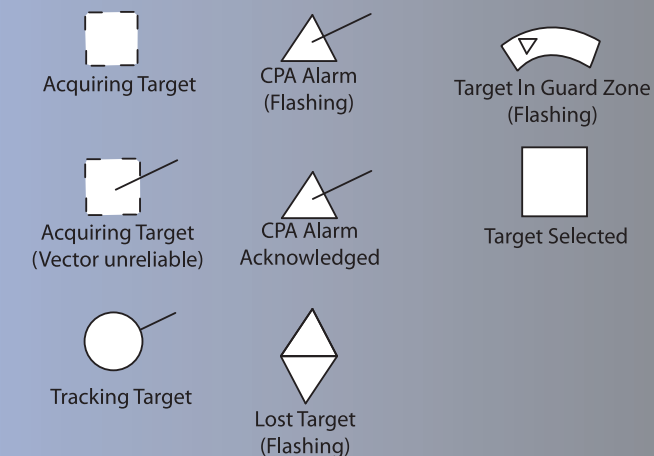 Acquiring Target
CPA Alarm
(Flashing)
Target In Guard Zone
(Flashing)
Acquiring Target
(Vector unreliable)
CPA Alarm
Acknowledged
Target Selected
Tracking Target
Lost Target
(Flashing)